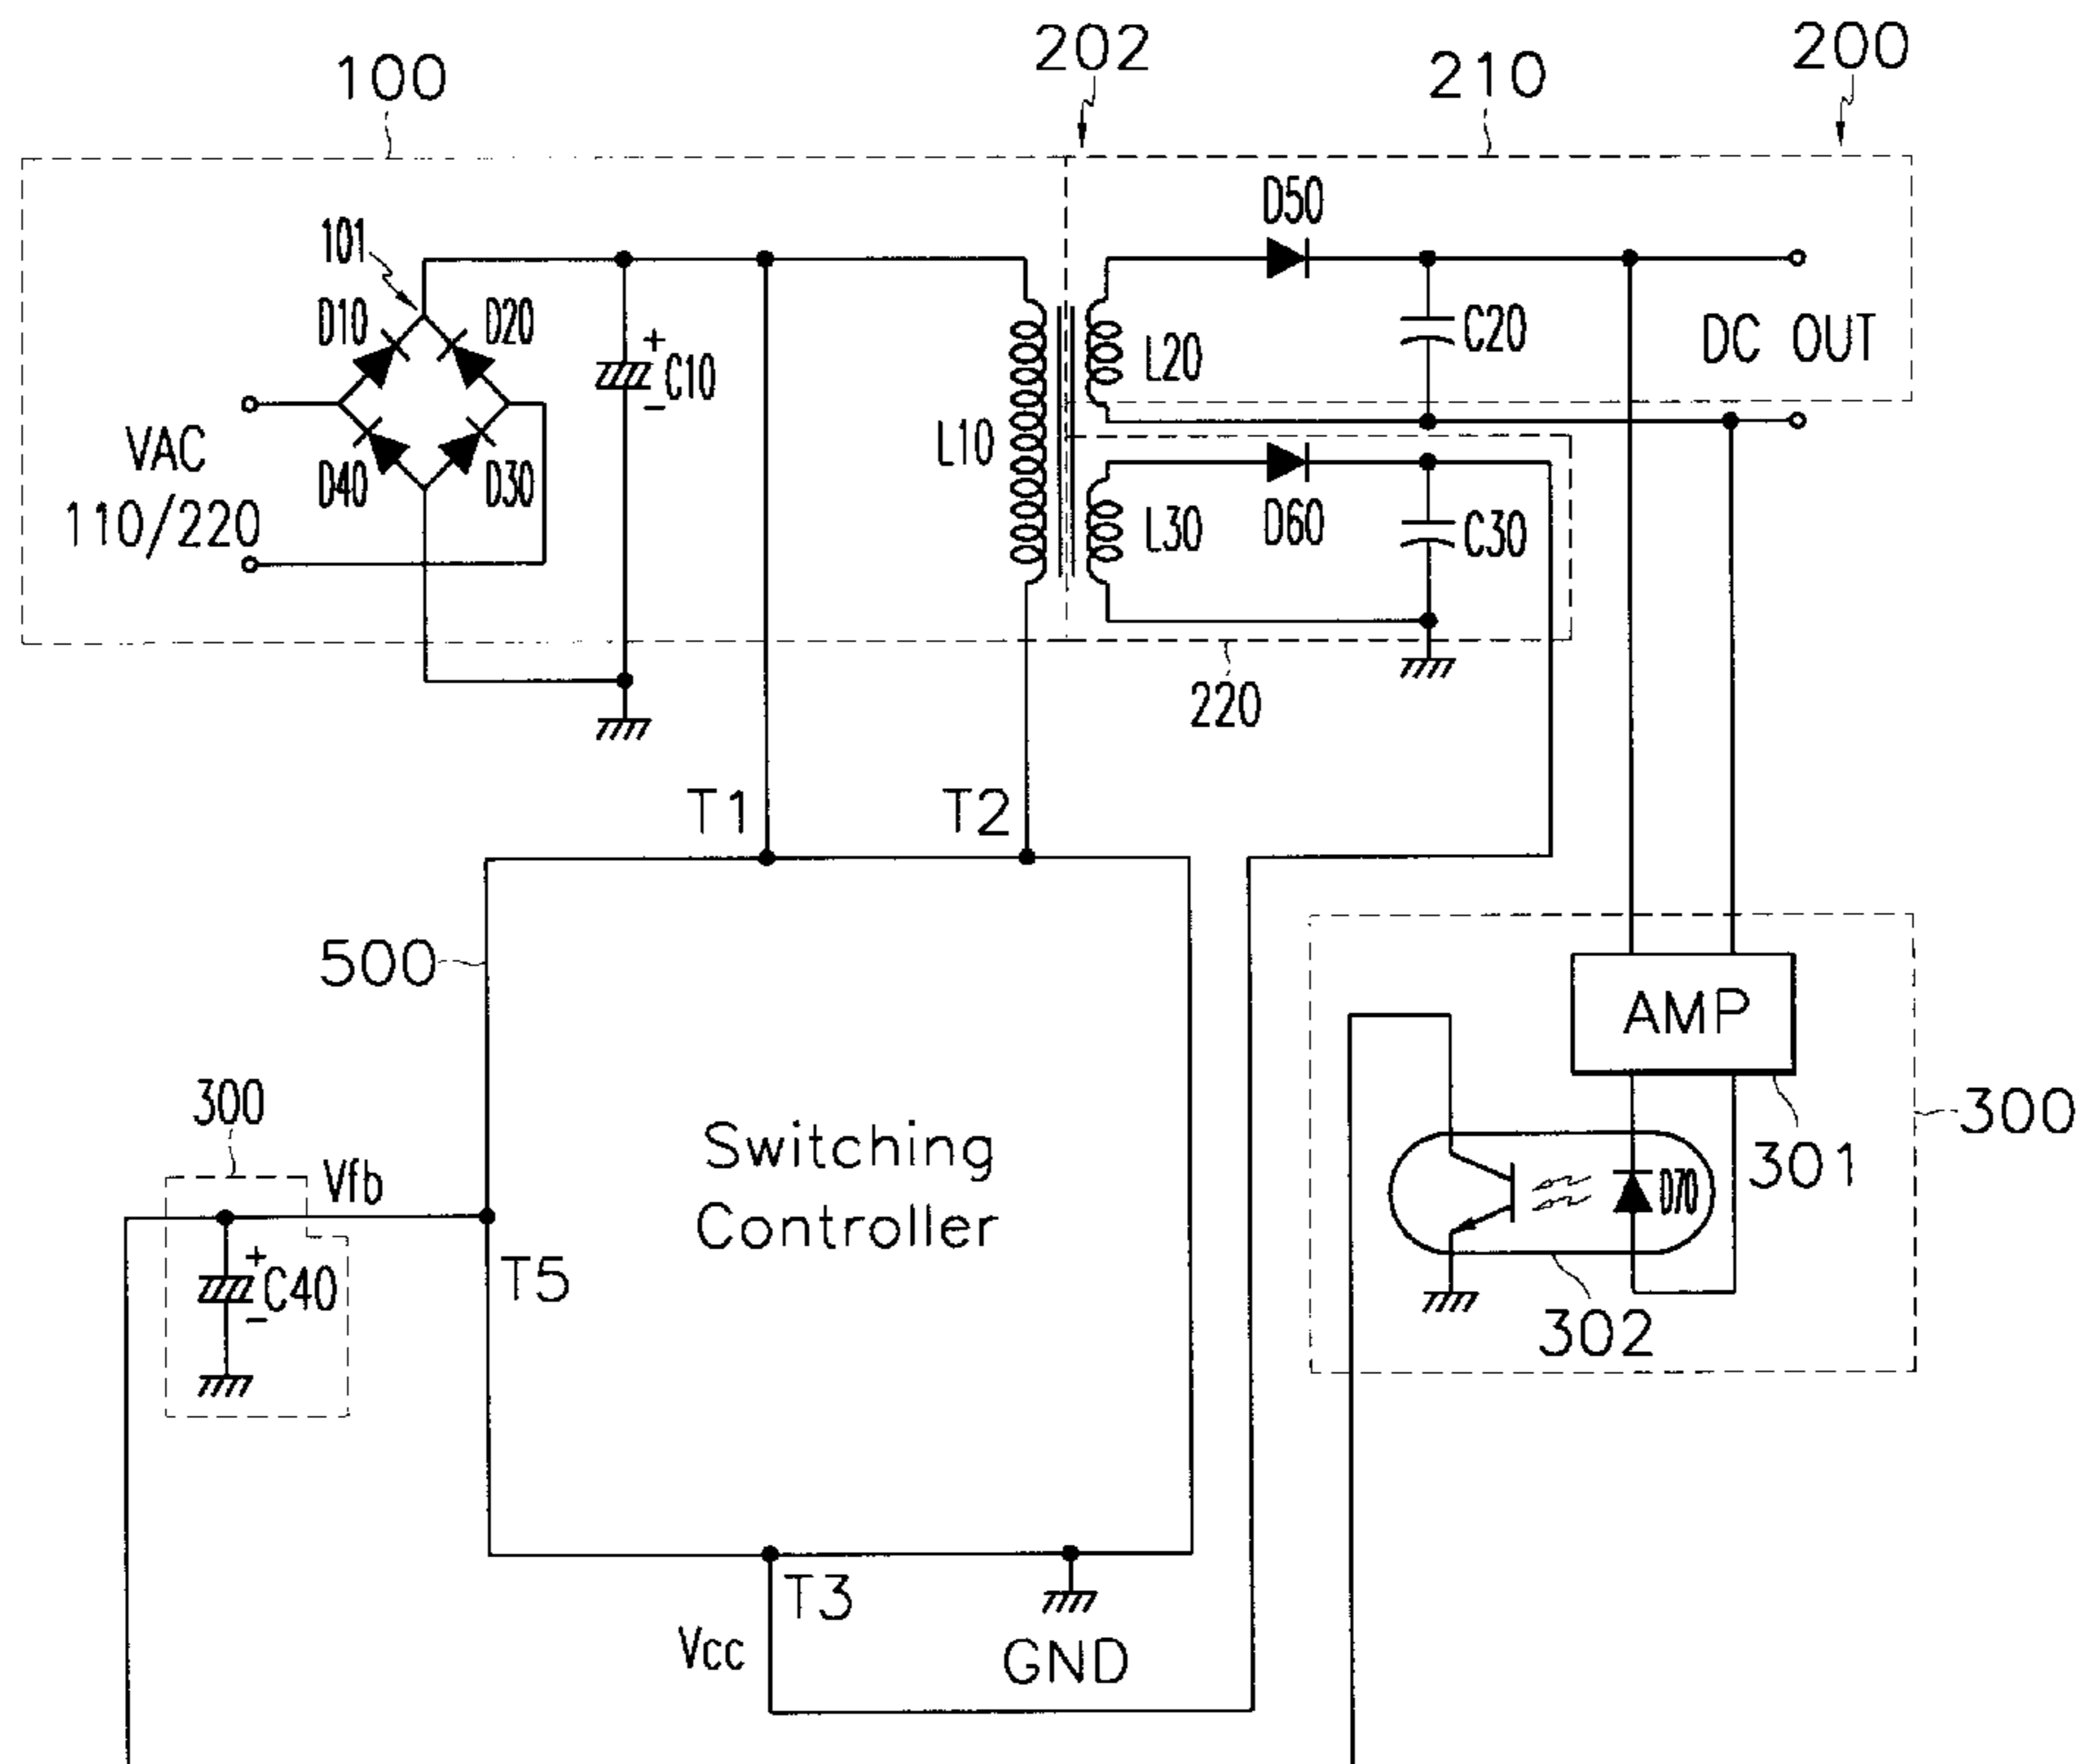 100
202
210
200
101
D10
D20
D40
D30
VAC
110/220
+
C10
–
L10
D50
L20
C20
DC OUT
L30
D60
C30
220
T1
T2
500
Switching
Controller
AMP
301
300
D70
302
300
Vfb
+
C40
–
T5
T3
Vcc
GND